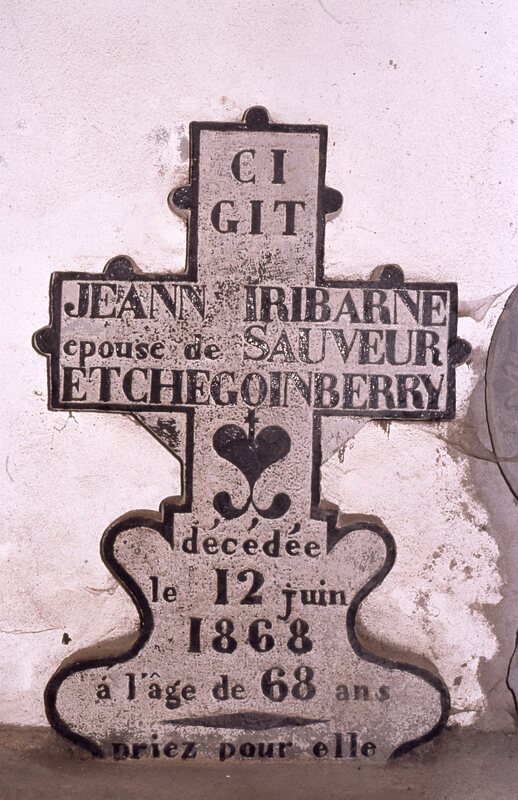 CI
GIT
JEANN IRIBARNE
epouse de SAUVEUR
ETCHEGOINBERRY
décédée
le 12 juin
1868
á l'âge de 68 ans
priez pour elle